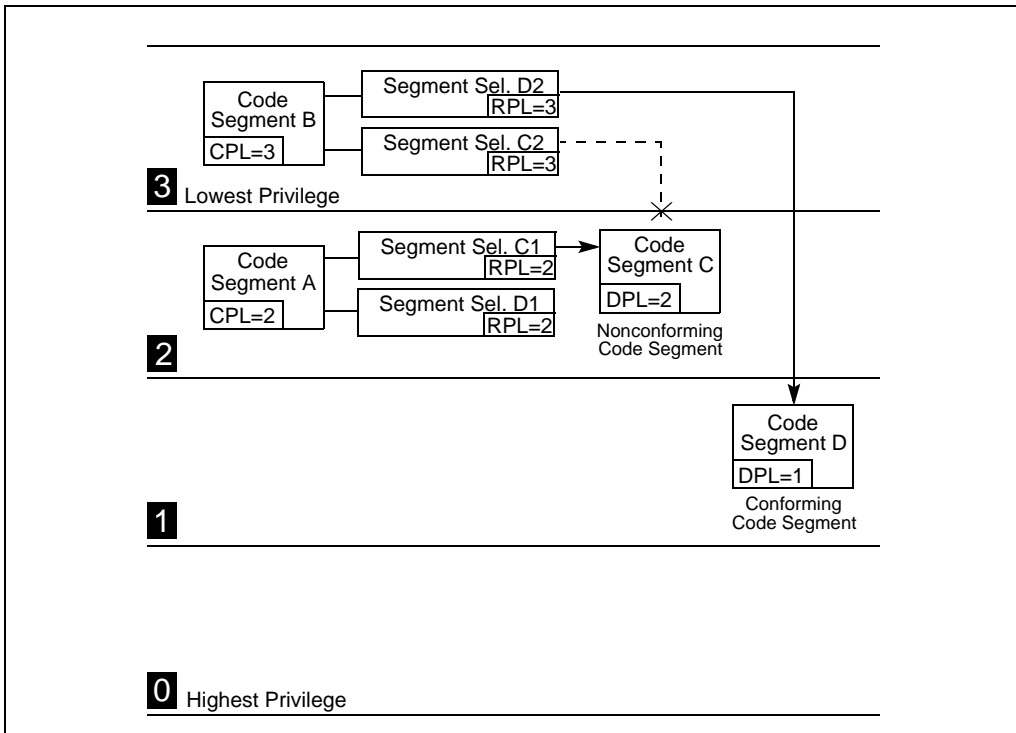 Code
Segment B
CPL=3
Segment Sel. D2
RPL=3
Segment Sel. C2
RPL=3
3 Lowest Privilege
Code
Segment A
CPL=2
Segment Sel. C1
RPL=2
Segment Sel. D1
RPL=2
Code
Segment C
DPL=2
Nonconforming
Code Segment
2
Code
Segment D
DPL=1
Conforming
Code Segment
1
0 Highest Privilege